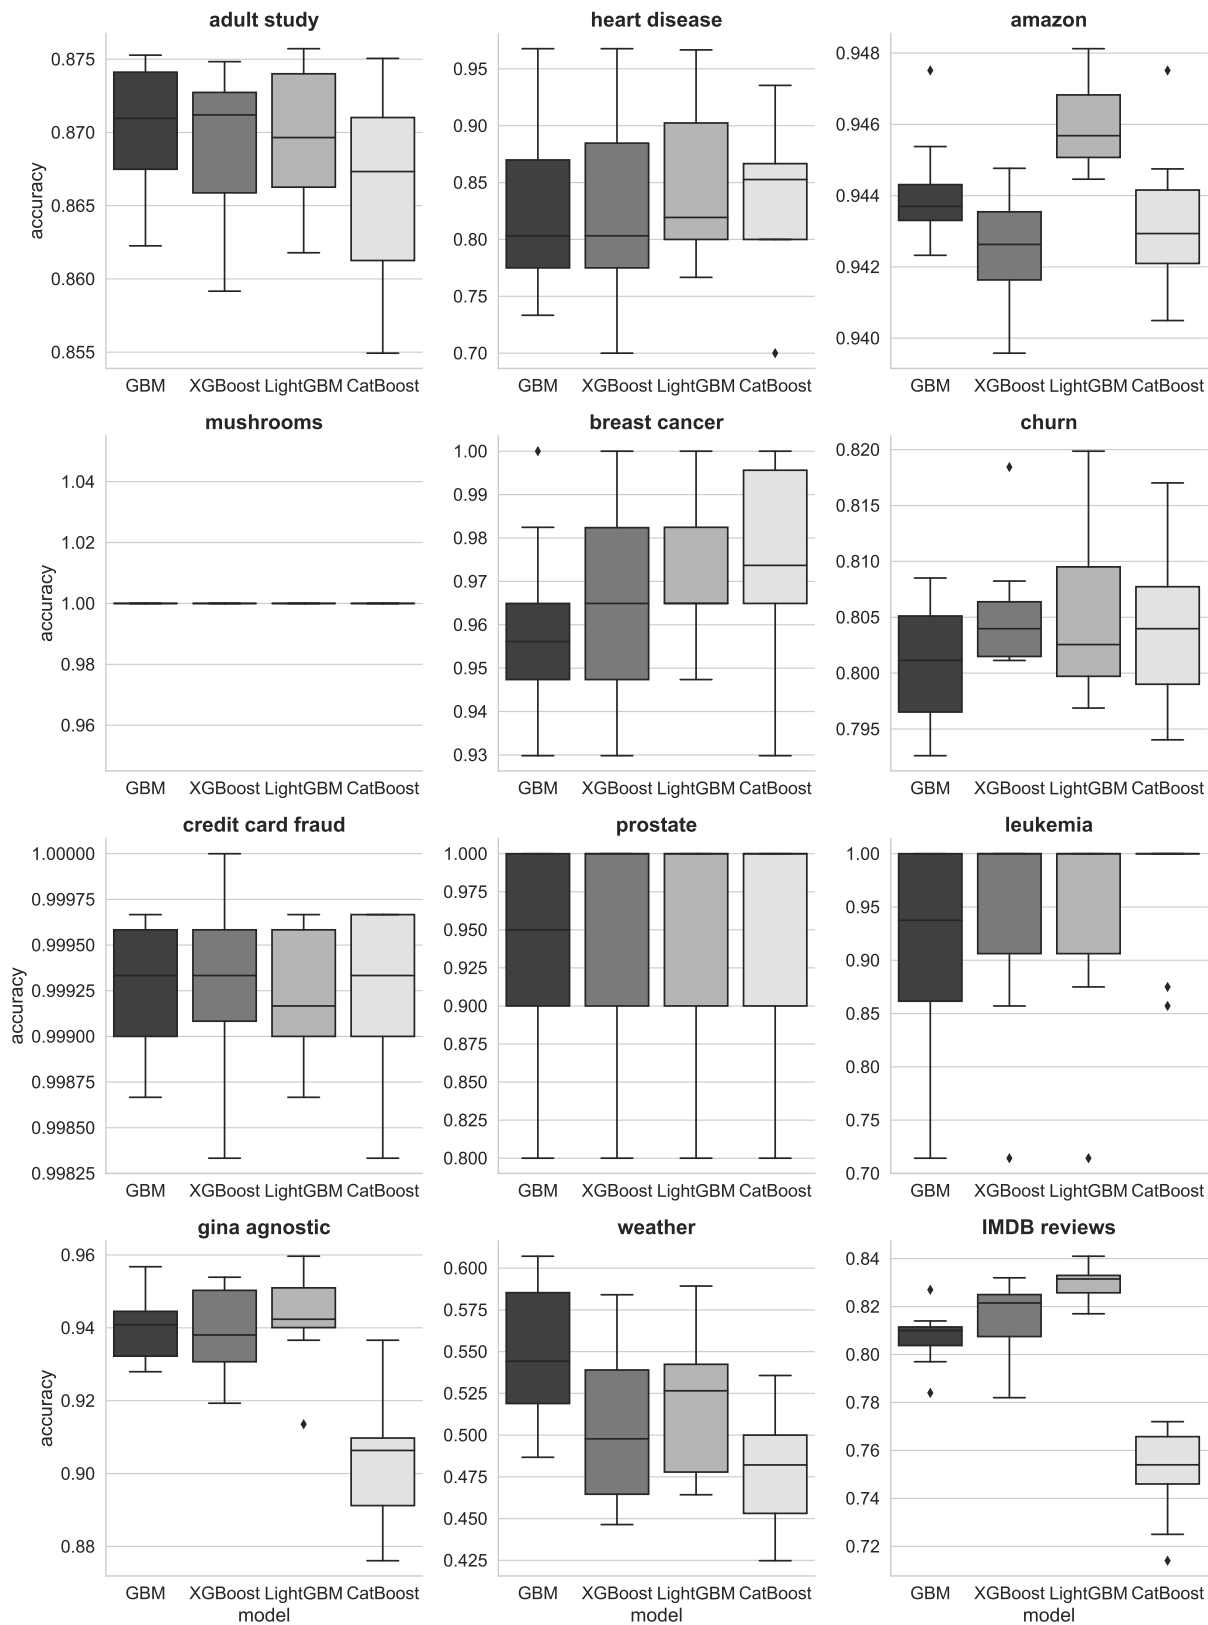 adult study
heart disease
amazon
0.875
0.870
0.865
0.860
0.855
accuracy
GBM XGBoost LightGBM CatBoost
0.95
0.90
0.85
0.80
0.75
0.70
GBM XGBoost LightGBM CatBoost
0.948
0.946
0.944
0.942
0.940
GBM XGBoost LightGBM CatBoost
mushrooms
breast cancer
churn
1.04
1.02
1.00
0.98
0.96
accuracy
GBM XGBoost LightGBM CatBoost
1.00
0.99
0.98
0.97
0.96
0.95
0.94
0.93
GBM XGBoost LightGBM CatBoost
0.820
0.815
0.810
0.805
0.800
0.795
GBM XGBoost LightGBM CatBoost
credit card fraud
prostate
leukemia
1.00000
0.99975
0.99950
0.99925
0.99900
0.99875
0.99850
0.99825
accuracy
GBM XGBoost LightGBM CatBoost
1.000
0.975
0.950
0.925
0.900
0.875
0.850
0.825
0.800
GBM XGBoost LightGBM CatBoost
1.00
0.95
0.90
0.85
0.80
0.75
0.70
GBM XGBoost LightGBM CatBoost
gina agnostic
weather
IMDB reviews
0.96
0.94
0.92
0.90
0.88
accuracy
GBM XGBoost LightGBM CatBoost
model
0.600
0.575
0.550
0.525
0.500
0.475
0.450
0.425
GBM XGBoost LightGBM CatBoost
model
0.84
0.82
0.80
0.78
0.76
0.74
0.72
GBM XGBoost LightGBM CatBoost
model